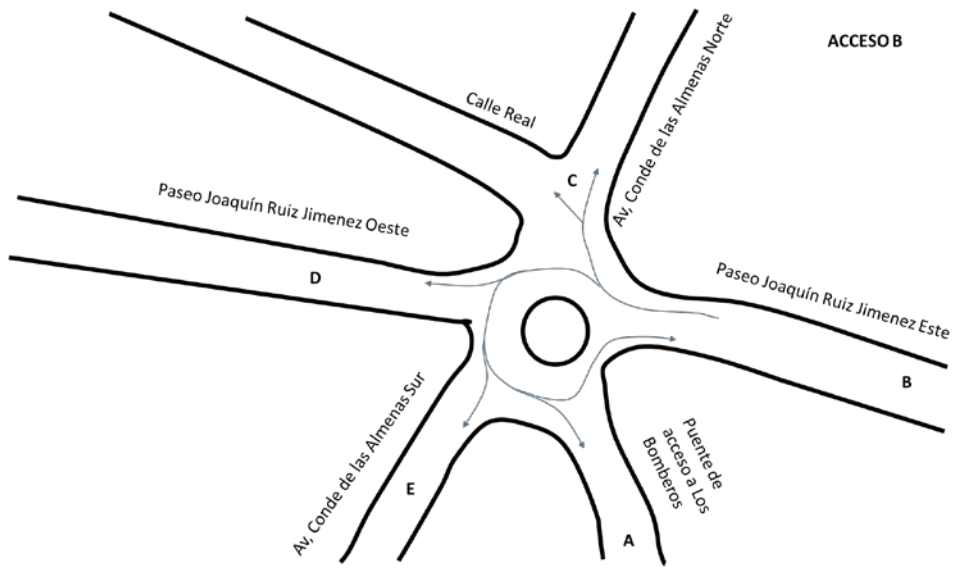 ACCESO B
Calle Real
Av, Conde de las Almenas Norte
C
Paseo Joaquín Ruiz Jimenez Oeste
D
Paseo Joaquín Ruiz Jimenez Este
B
Av, Conde de las Almenas Sur
E
Puente de
acceso a Los
Bomberos
A